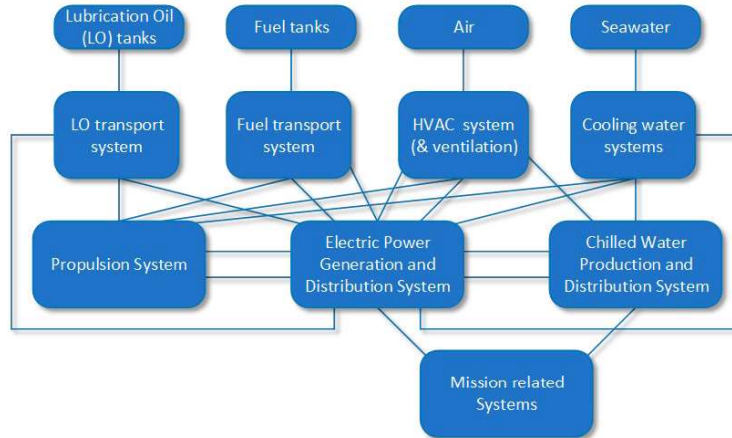 Lubrication Oil
(LO) tanks
Fuel tanks
Air
Seawater
LO transport
system
Fuel transport
system
HVAC system
(& ventilation)
Cooling water
systems
Propulsion System
Electric Power
Generation and
Distribution System
Chilled Water
Production and
Distribution System
Mission related
Systems